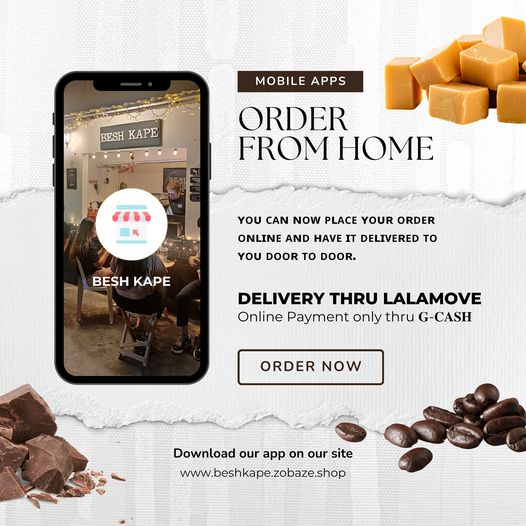 MOBILE APPS
ORDER
FROM HOME
BESH KAPE
BESH KAPE
YOU CAN NOW PLACE YOUR ORDER
ONLINE AND HAVE IT DELIVERED TO
YOU DOOR TO DOOR.
DELIVERY THRU LALAMOVE
Online Payment only thru G-CASH
ORDER NOW
Download our app on our site
www.beshkape.zobaze.shop